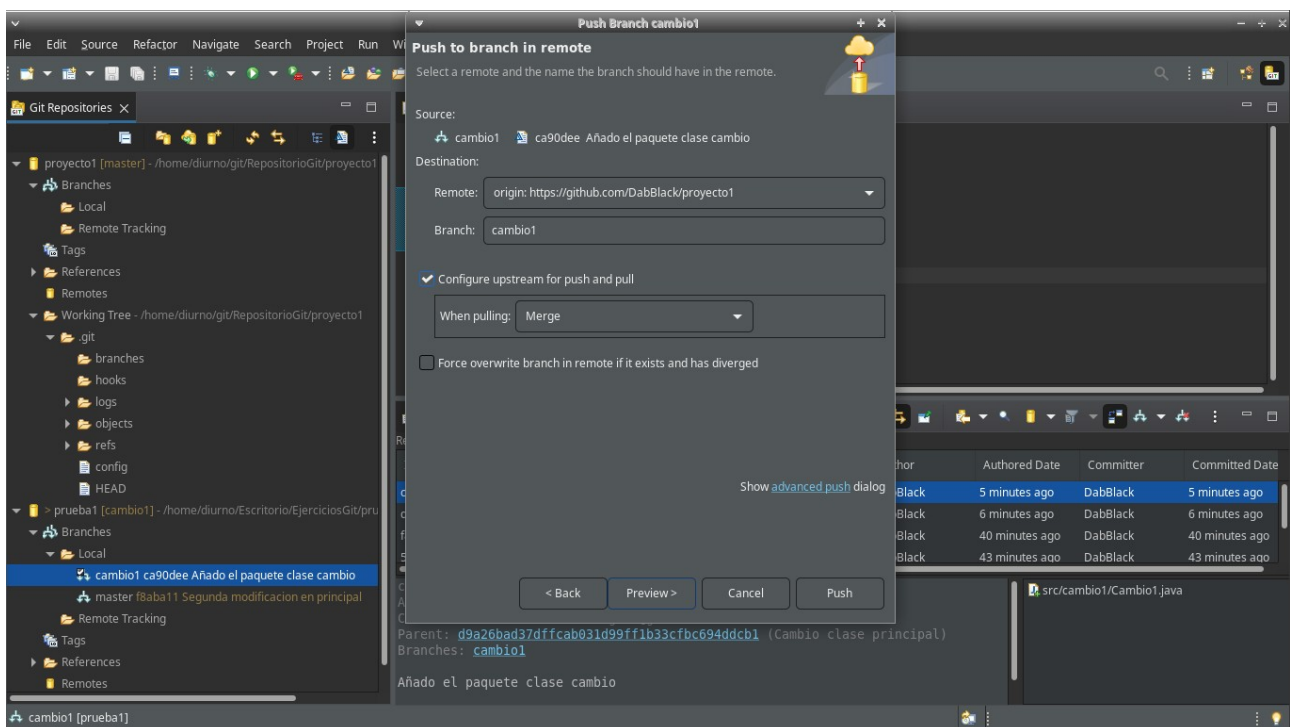 Push Branch cambio1
File Edit Source Refactor Navigate Search Project Run
Push to branch in remote
Select a remote and the name the branch should have in the remote.
Git Repositories
Source:
cambio1 ca90dee Añado el paquete clase cambio
Destination:
Remote: origin: https://github.com/DabBlack/proyecto1
Branch: cambio1
Configure upstream for push and pull
When pulling: Merge
Force overwrite branch in remote if it exists and has diverged
Show advanced push dialog
< Back Preview > Cancel Push
proyecto1 [master] - /home/diurno/git/RepositorioGit/proyecto1
Branches
Local
Remote Tracking
Tags
References
Remotes
Working Tree - /home/diurno/git/RepositorioGit/proyecto1
.git
branches
hooks
logs
objects
refs
config
HEAD
> prueba1 [cambio1] - /home/diurno/Escritorio/EjerciciosGit/pru
Branches
Local
cambio1 ca90dee Añado el paquete clase cambio
master f8aba11 Segunda modificacion en principal
Remote Tracking
Tags
References
Remotes
Authored Date Committer Committed Date
Black 5 minutes ago DabBlack 5 minutes ago
Black 6 minutes ago DabBlack 6 minutes ago
Black 40 minutes ago DabBlack 40 minutes ago
Black 43 minutes ago DabBlack 43 minutes ago
Parent: d9a26bad37dffcab031d99ff1b33cfbc694ddcb1 (Cambio clase principal)
Branches: cambio1
Añado el paquete clase cambio
src/cambio1/Cambio1.java
cambio1 [prueba1]